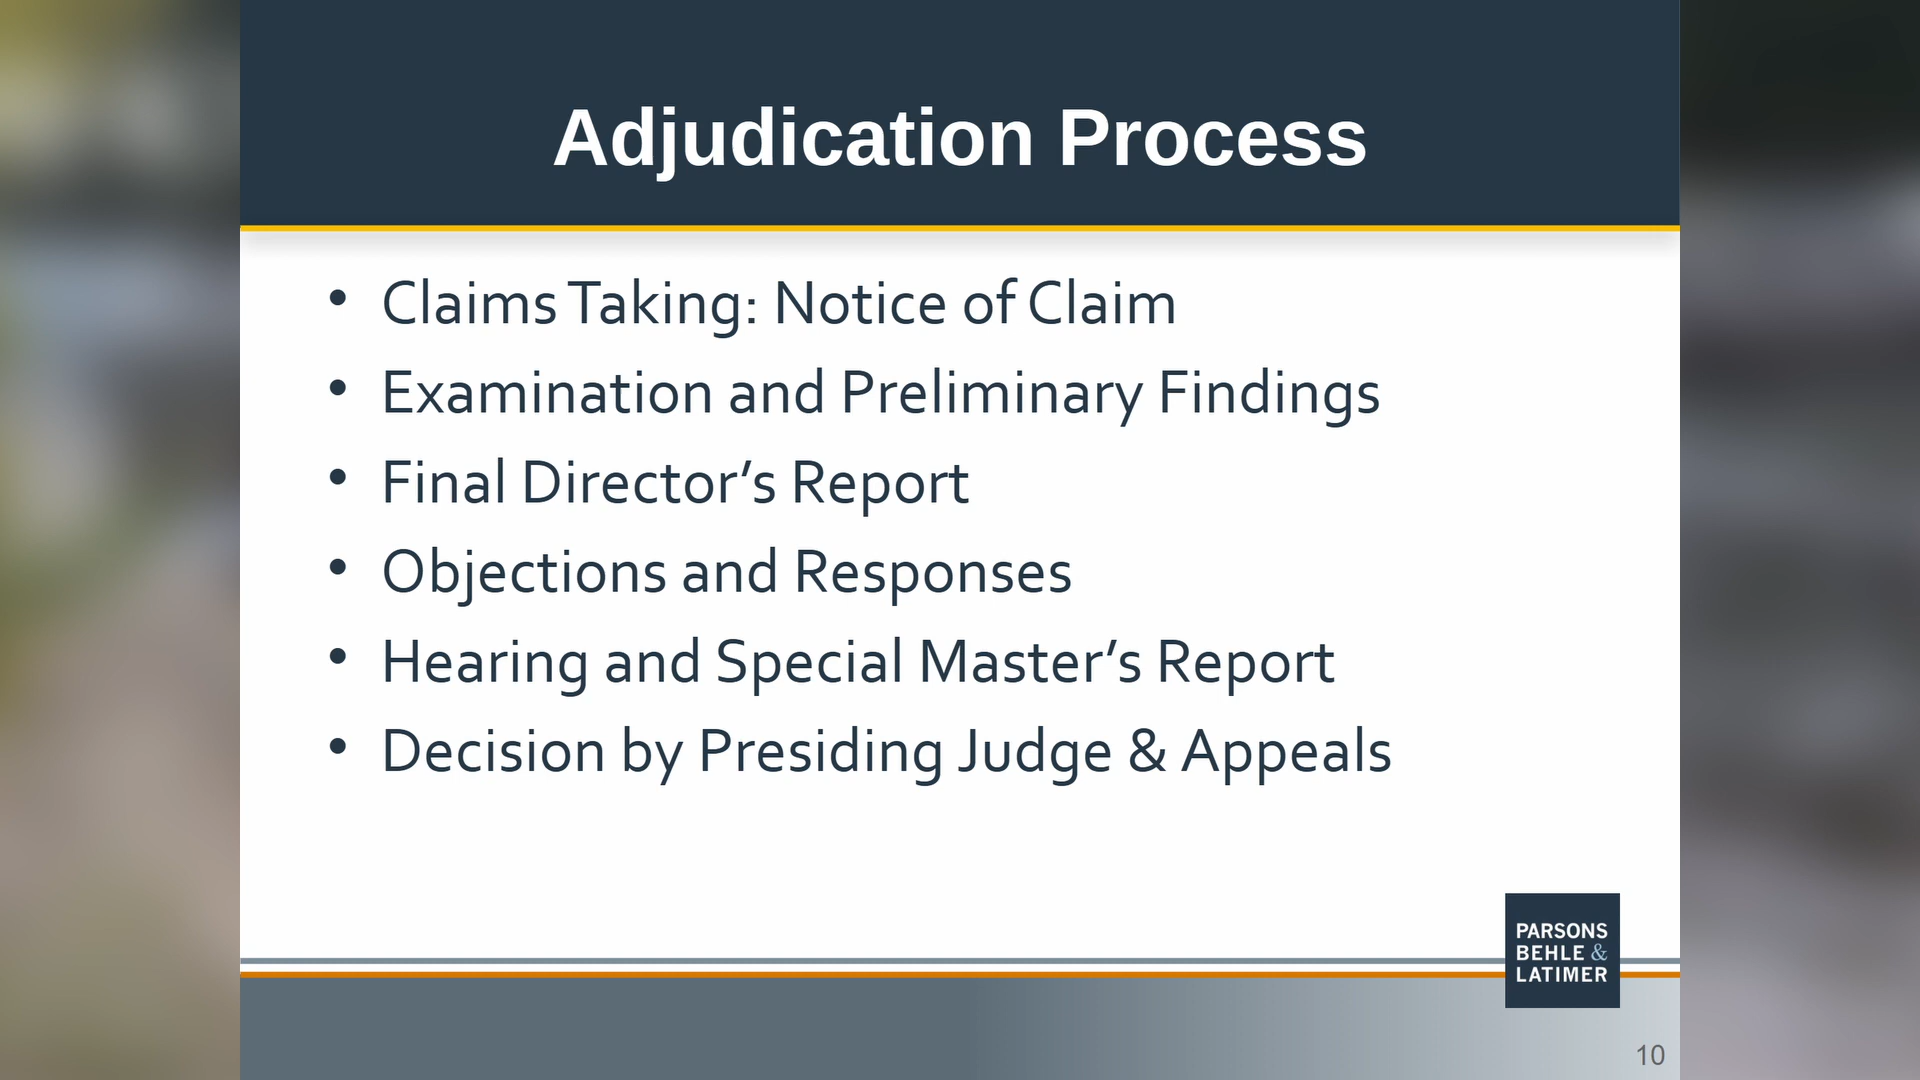 Adjudication Process
• Claims Taking: Notice of Claim
• Examination and Preliminary Findings
• Final Director’s Report
• Objections and Responses
• Hearing and Special Master’s Report
• Decision by Presiding Judge & Appeals
PARSONS
BEHLE &
LATIMER
10